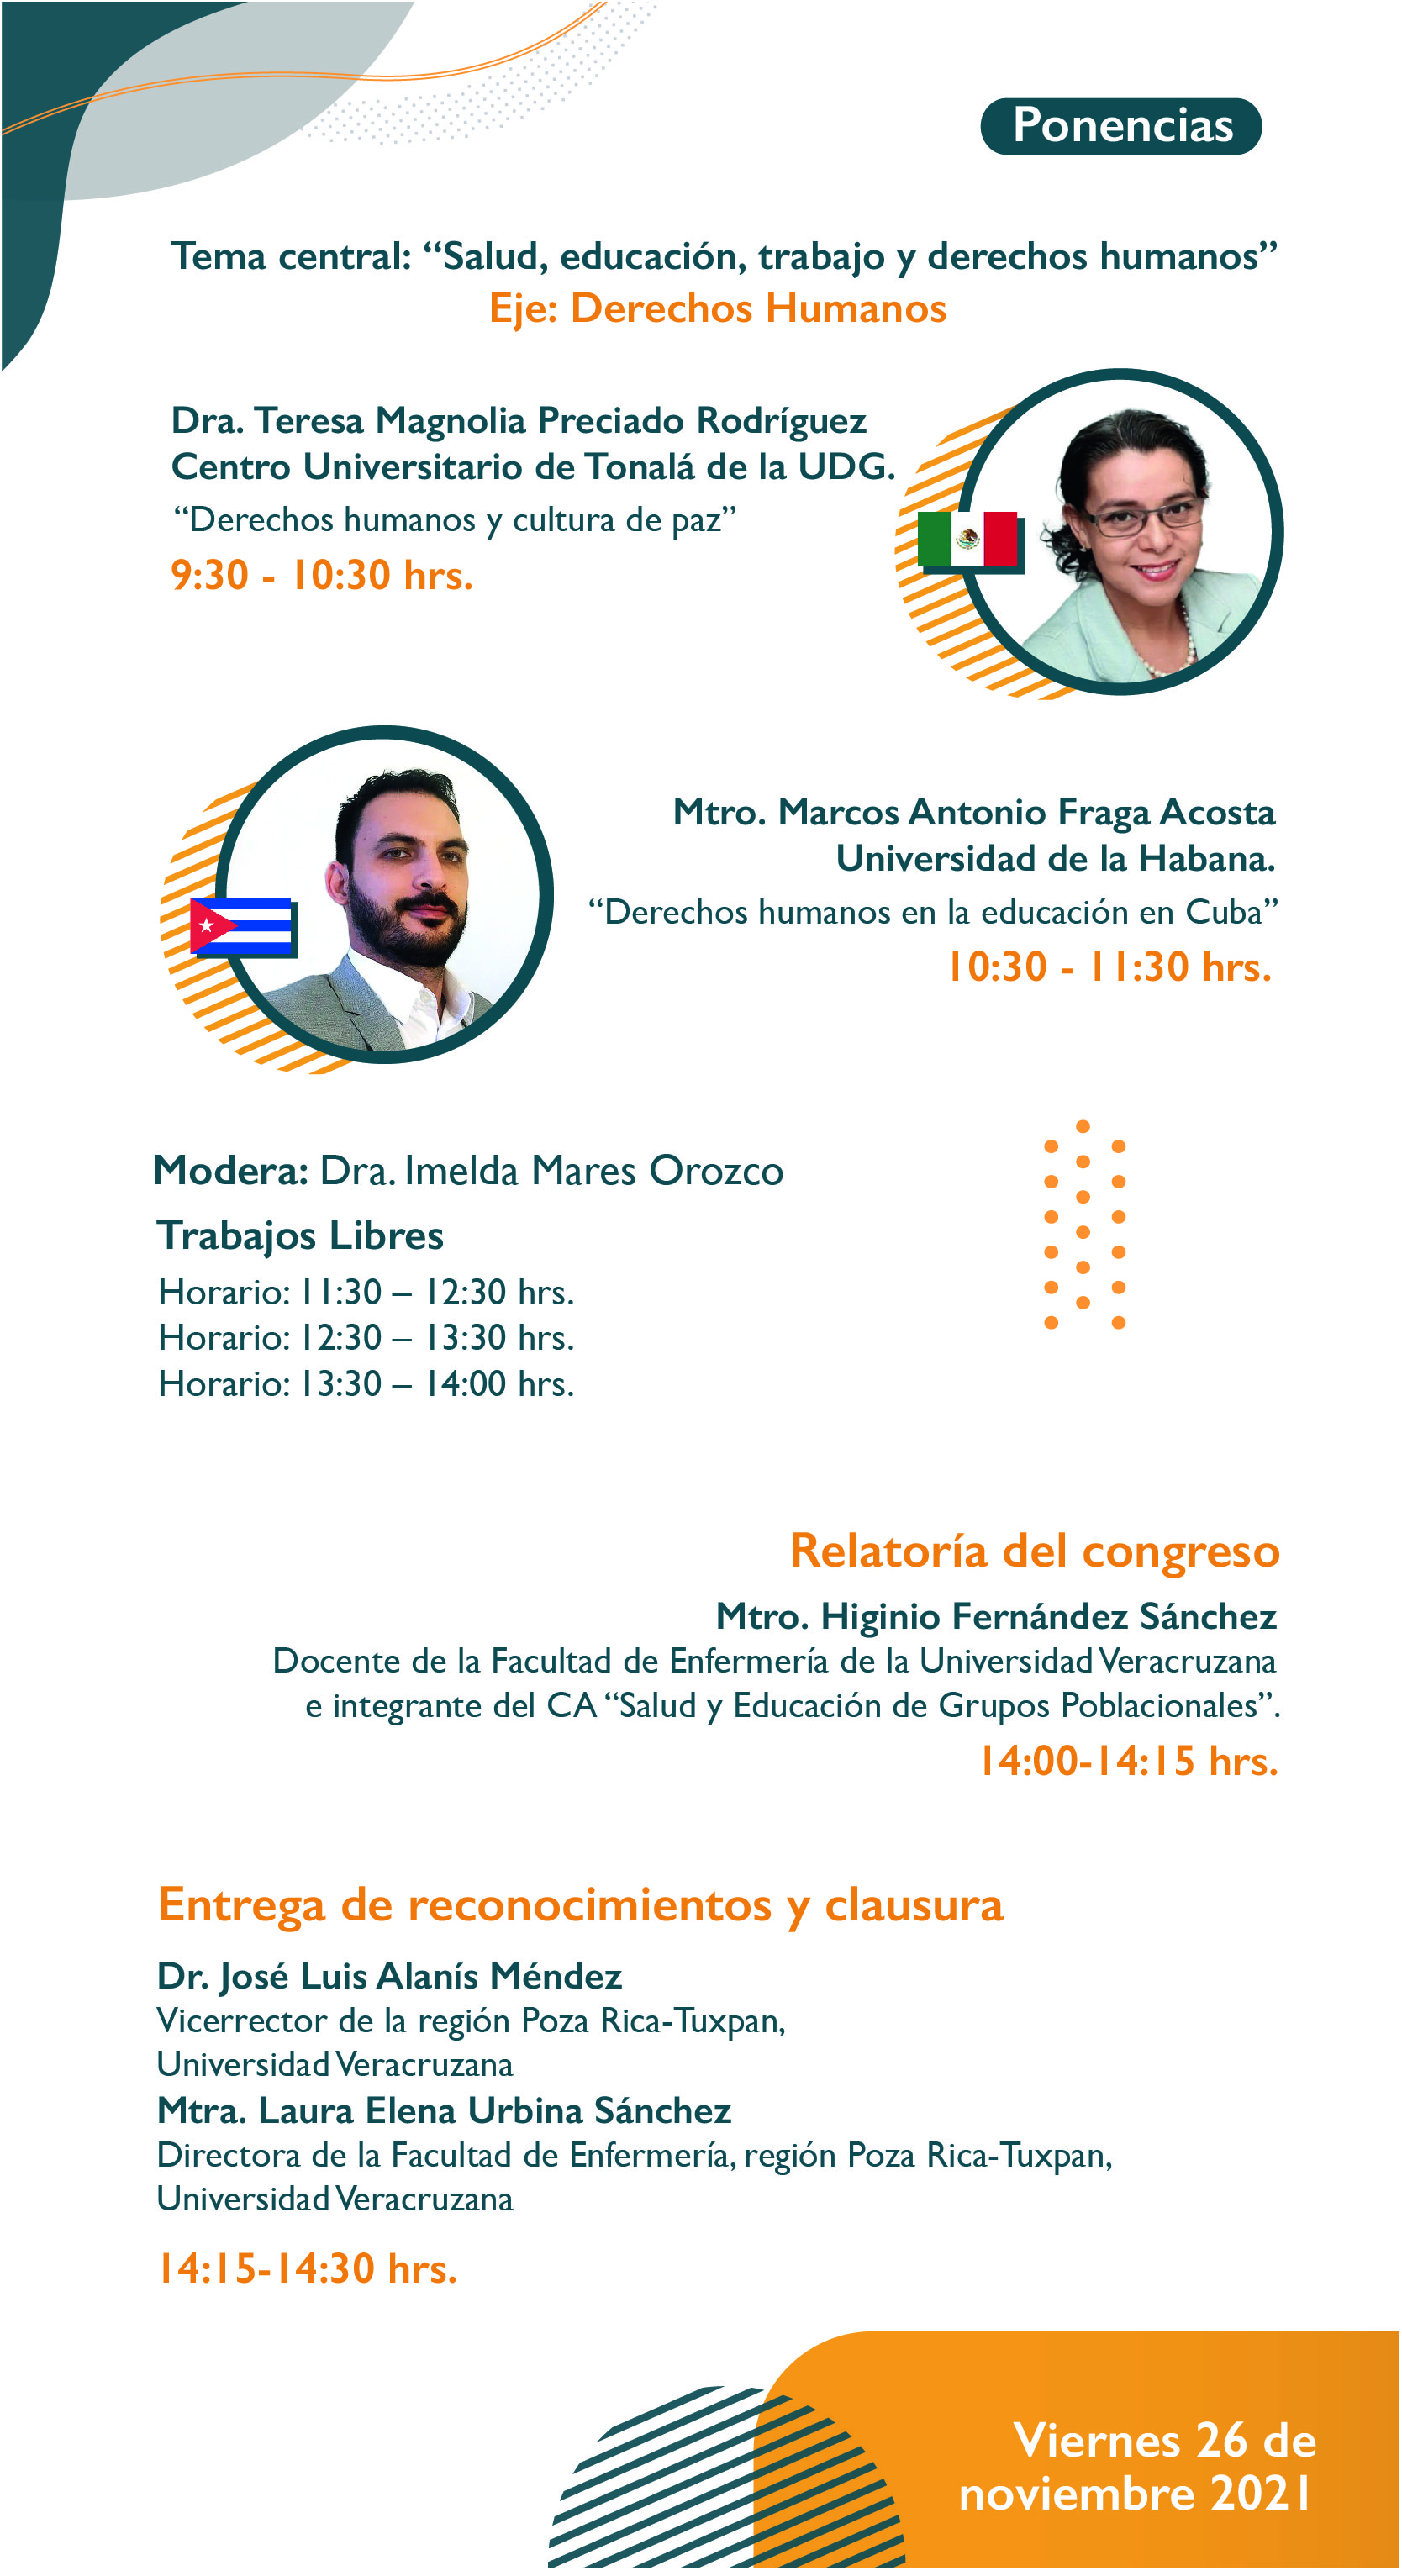 Ponencias
Tema central: “Salud, educación, trabajo y derechos humanos”
Eje: Derechos Humanos
Dra. Teresa Magnolia Preciado Rodríguez
Centro Universitario de Tonalá de la UDG.
“Derechos humanos y cultura de paz”
9:30 - 10:30 hrs.
Mtro. Marcos Antonio Fraga Acosta
Universidad de la Habana.
“Derechos humanos en la educación en Cuba”
10:30 - 11:30 hrs.
Modera: Dra. Imelda Mares Orozco
Trabajos Libres
Horario: 11:30 – 12:30 hrs.
Horario: 12:30 – 13:30 hrs.
Horario: 13:30 – 14:00 hrs.
Relatoría del congreso
Mtro. Higinio Fernández Sánchez
Docente de la Facultad de Enfermería de la Universidad Veracruzana
e integrante del CA “Salud y Educación de Grupos Poblacionales”.
14:00-14:15 hrs.
Entrega de reconocimientos y clausura
Dr. José Luis Alanís Méndez
Vicerrector de la región Poza Rica-Tuxpan,
Universidad Veracruzana
Mtra. Laura Elena Urbina Sánchez
Directora de la Facultad de Enfermería, región Poza Rica-Tuxpan,
Universidad Veracruzana
14:15-14:30 hrs.
Viernes 26 de
noviembre 2021